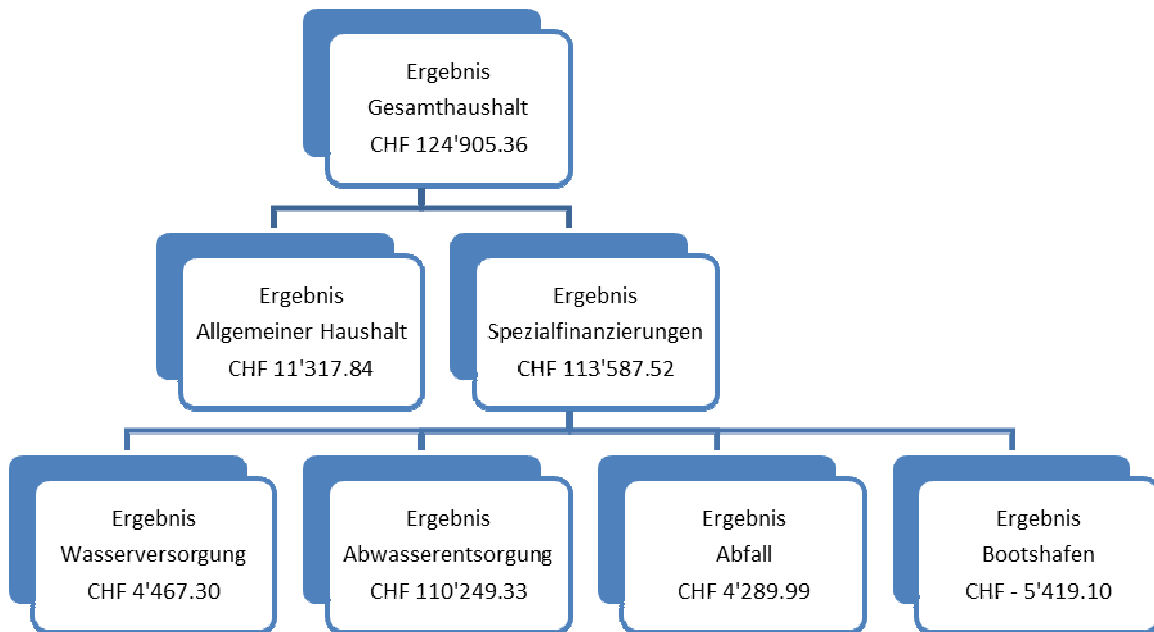 Ergebnis
Gesamthaushalt
CHF 124'905.36
Ergebnis
Allgemeiner Haushalt
CHF 11'317.84
Ergebnis
Spezialfinanzierungen
CHF 113'587.52
Ergebnis
Wasserversorgung
CHF 4'467.30
Ergebnis
Abwasserentsorgung
CHF 110'249.33
Ergebnis
Abfall
CHF 4'289.99
Ergebnis
Bootshafen
CHF - 5'419.10